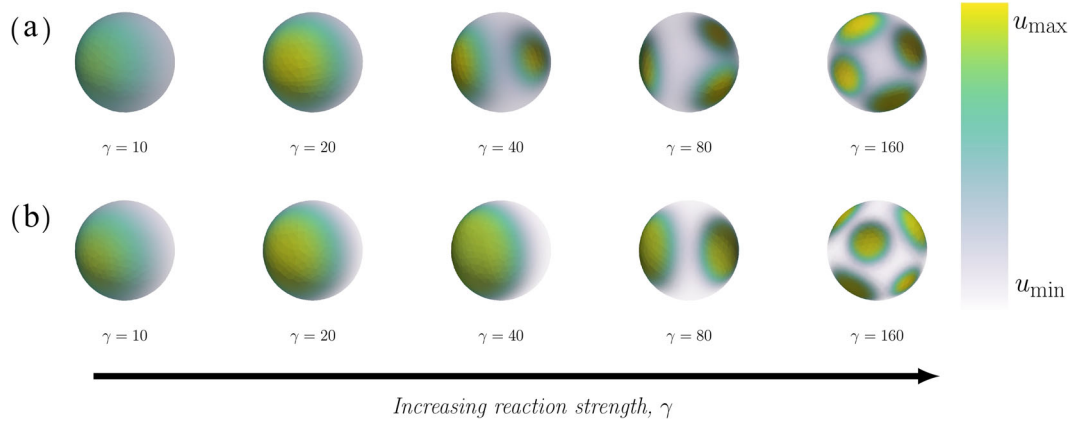 (a)
u_max
γ = 10
γ = 20
γ = 40
γ = 80
γ = 160
(b)
u_min
γ = 10
γ = 20
γ = 40
γ = 80
γ = 160
Increasing reaction strength, γ